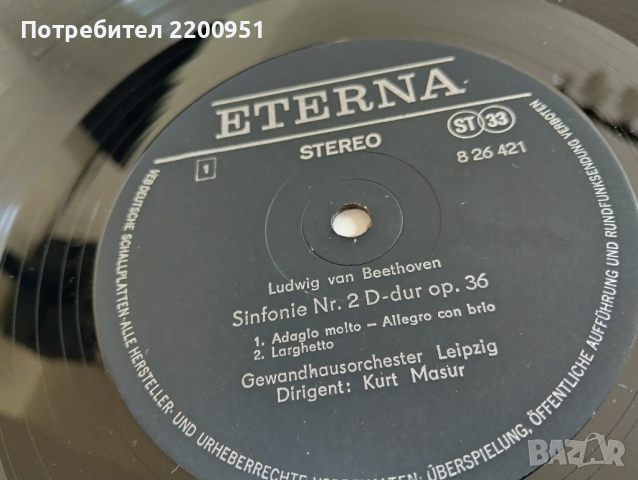 Потребител 2200951
ETERNA
STEREO
ST 33
8 26 421
1
Ludwig van Beethoven
Sinfonie Nr. 2 D-dur op. 36
1. Adagio molto – Allegro con brio
2. Larghetto
Gewandhausorchester Leipzig
Dirigent: Kurt Masur
VEB DEUTSCHE SCHALLPLATTEN·ALLE HERSTELLER- UND URHEBERRECHTE VORBEHALTEN: ÜBERSPIELUNG, ÖFFENTLICHE AUFFÜHRUNG UND RUNDFUNKSENDUNG VERBOTEN
BAZAR